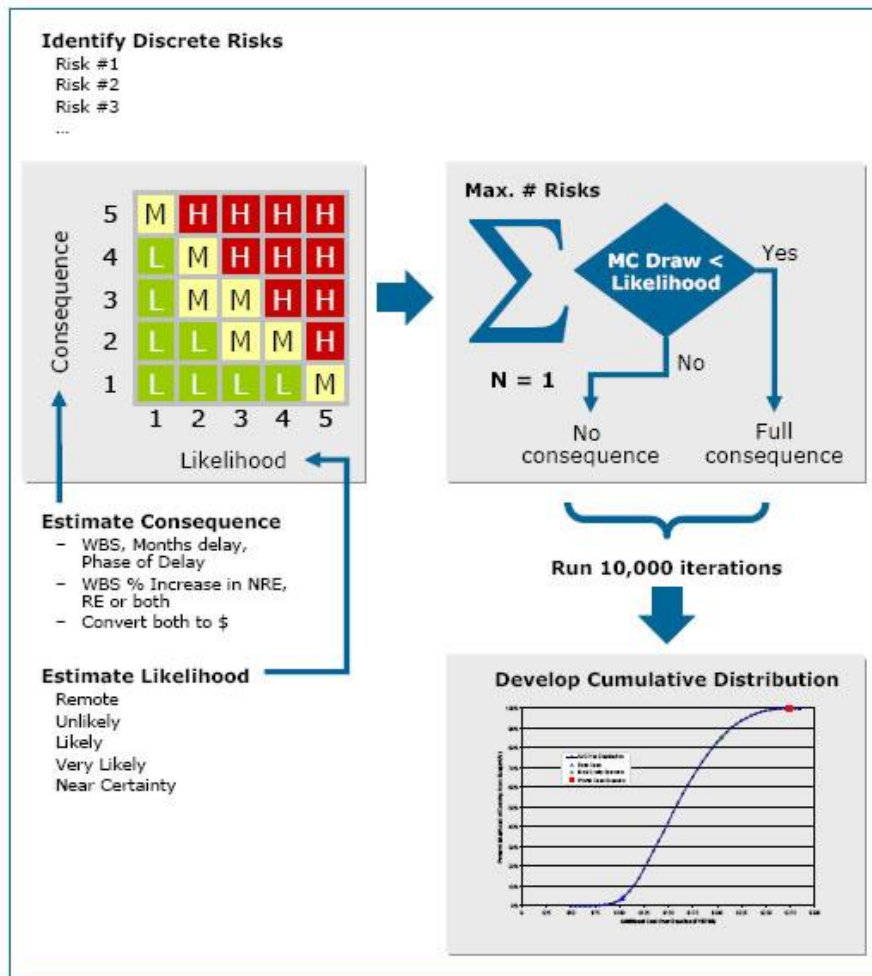 Identify Discrete Risks
Risk #1
Risk #2
Risk #3
...
Consequence
5 M H H H H
4 L M H H H
3 L M M H H
2 L L M M H
1 L L L L M
1 2 3 4 5
Likelihood
Estimate Consequence
– WBS, Months delay,
Phase of Delay
– WBS % Increase in NRE,
RE or both
– Convert both to $
Estimate Likelihood
Remote
Unlikely
Likely
Very Likely
Near Certainty
Max. # Risks
∑
MC Draw <
Likelihood
Yes
No
N = 1
No
consequence
Full
consequence
Run 10,000 iterations
Develop Cumulative Distribution